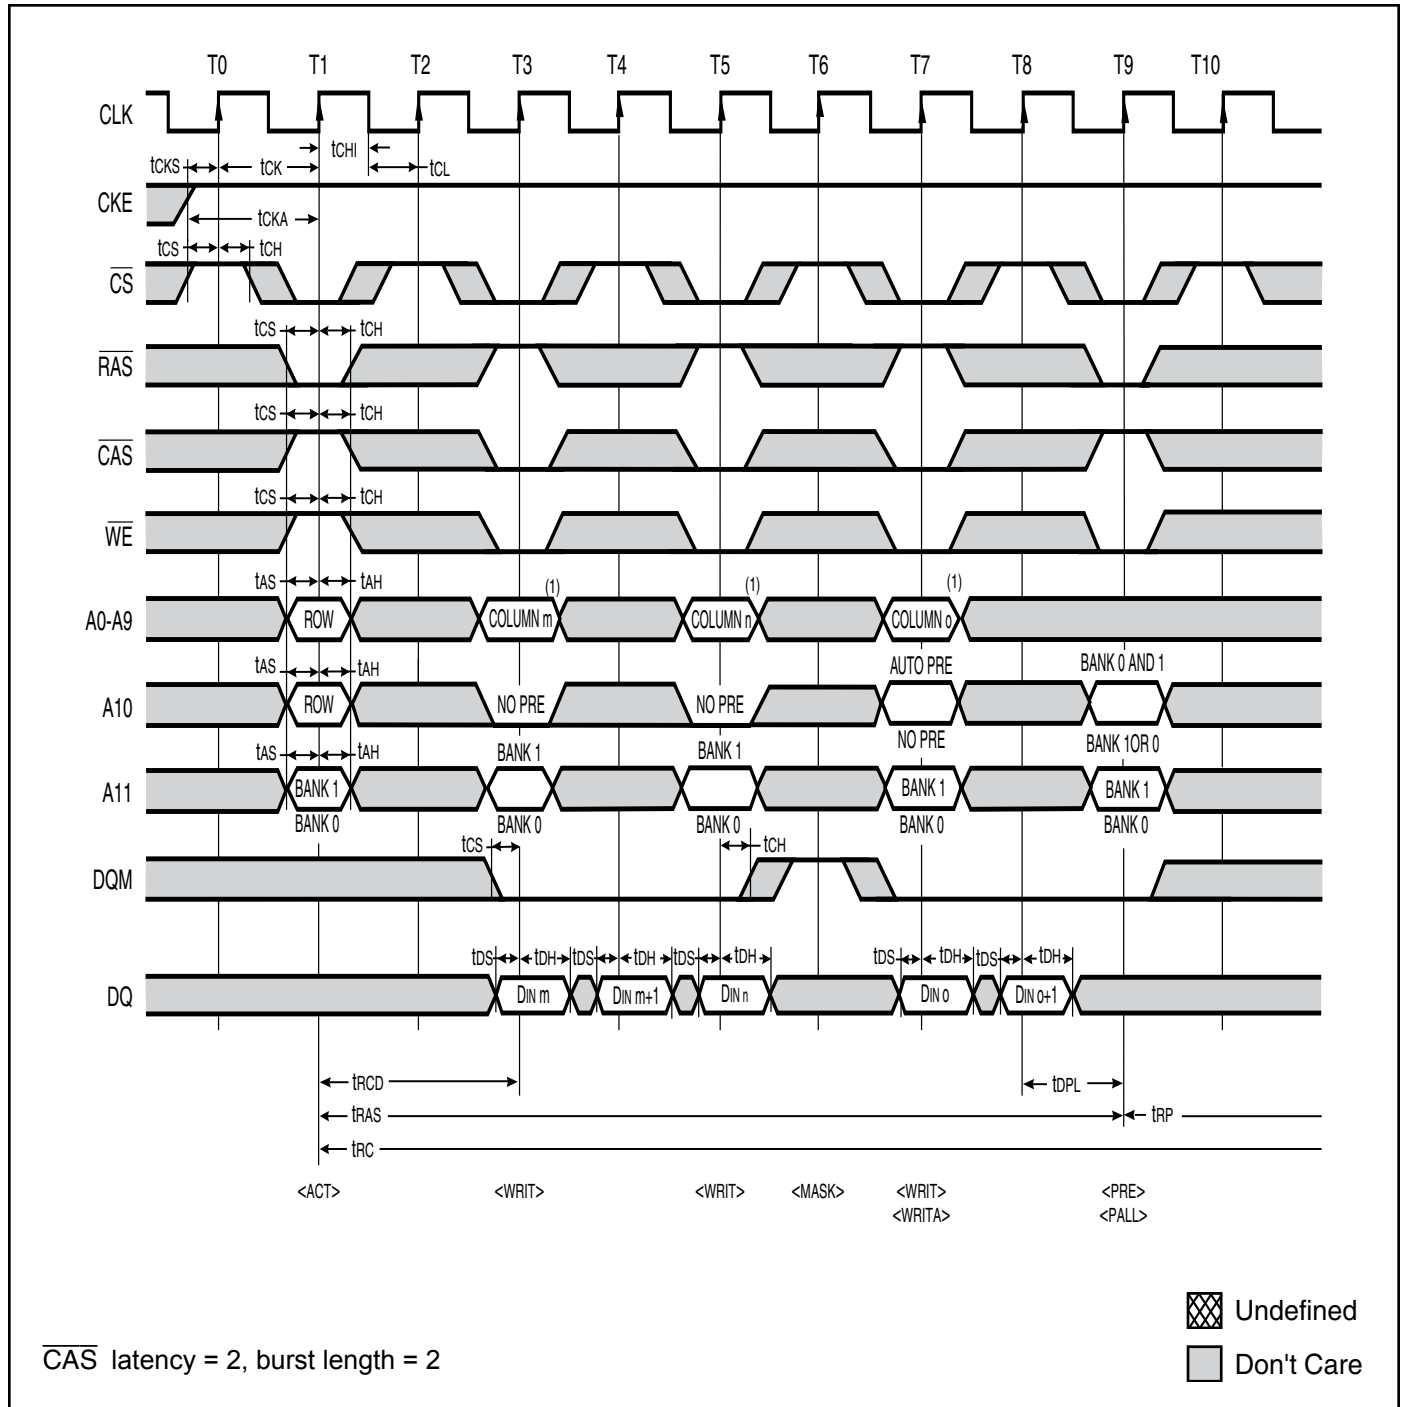 T0 T1 T2 T3 T4 T5 T6 T7 T8 T9 T10
CLK
tCHI
tCKS tCK tCL
CKE
tCKA
tCS tCH
CS
tCS tCH
RAS
tCS tCH
CAS
tCS tCH
WE
tAS tAH (1) (1) (1)
A0-A9 ROW COLUMN m COLUMN n COLUMN o
tAS tAH AUTO PRE BANK 0 AND 1
A10 ROW NO PRE NO PRE
NO PRE BANK 1OR 0
tAS tAH BANK 1 BANK 1
A11 BANK 1 BANK 1 BANK 1
BANK 0 BANK 0 BANK 0 BANK 0 BANK 0
tCS tCH
DQM
tDS tDH tDS tDH tDS tDH tDS tDH tDS tDH
DQ DIN m DIN m+1 DIN n DIN o DIN o+1
tRCD tDPL
tRAS tRP
tRC
<ACT> <WRIT> <WRIT> <MASK> <WRIT> <PRE>
<WRITA> <PALL>
Undefined
CAS latency = 2, burst length = 2
Don't Care